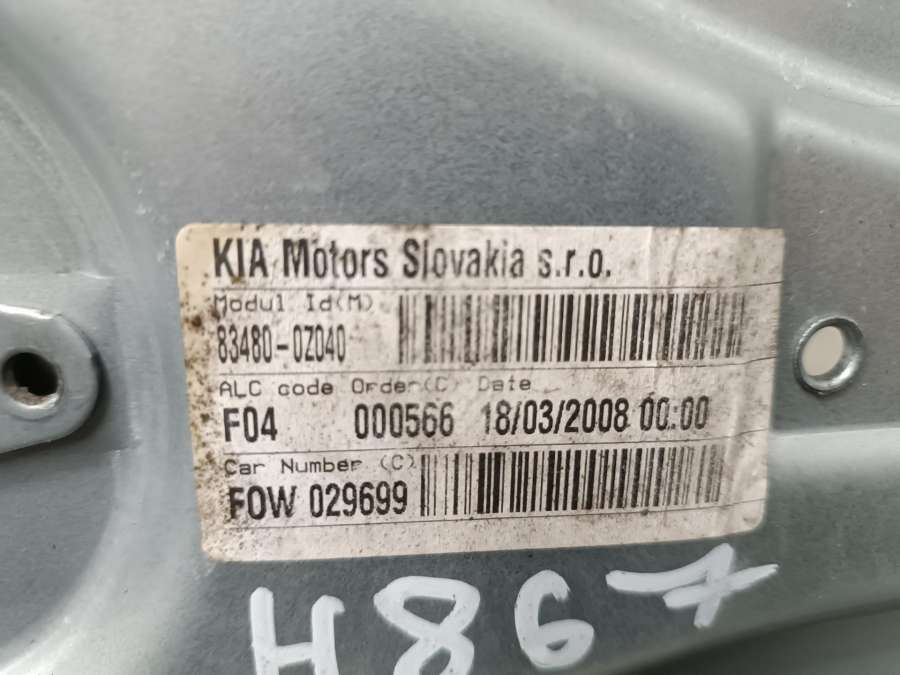 KIA Motors Slovakia s.r.o.
Modul Id(M)
83480-0Z040
ALC code Order(C) Date
F04 000566 18/03/2008 00:00
Car Number (C)
F0W 029699
H867